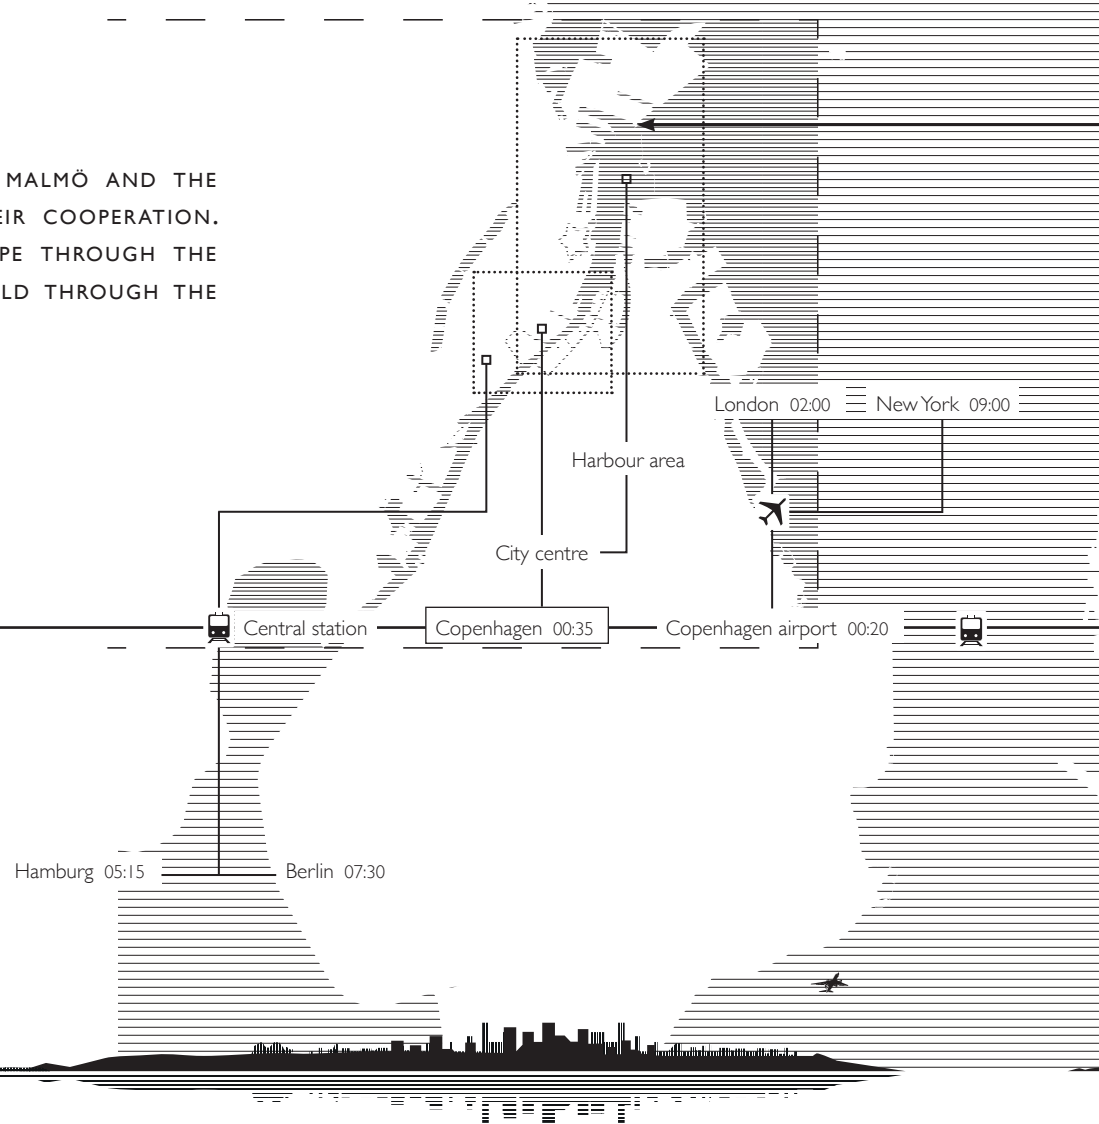 MALMÖ AND THE
EIR COOPERATION.
PE THROUGH THE
LD THROUGH THE
London 02:00
New York 09:00
Harbour area
City centre
Central station
Copenhagen 00:35
Copenhagen airport 00:20
Hamburg 05:15
Berlin 07:30